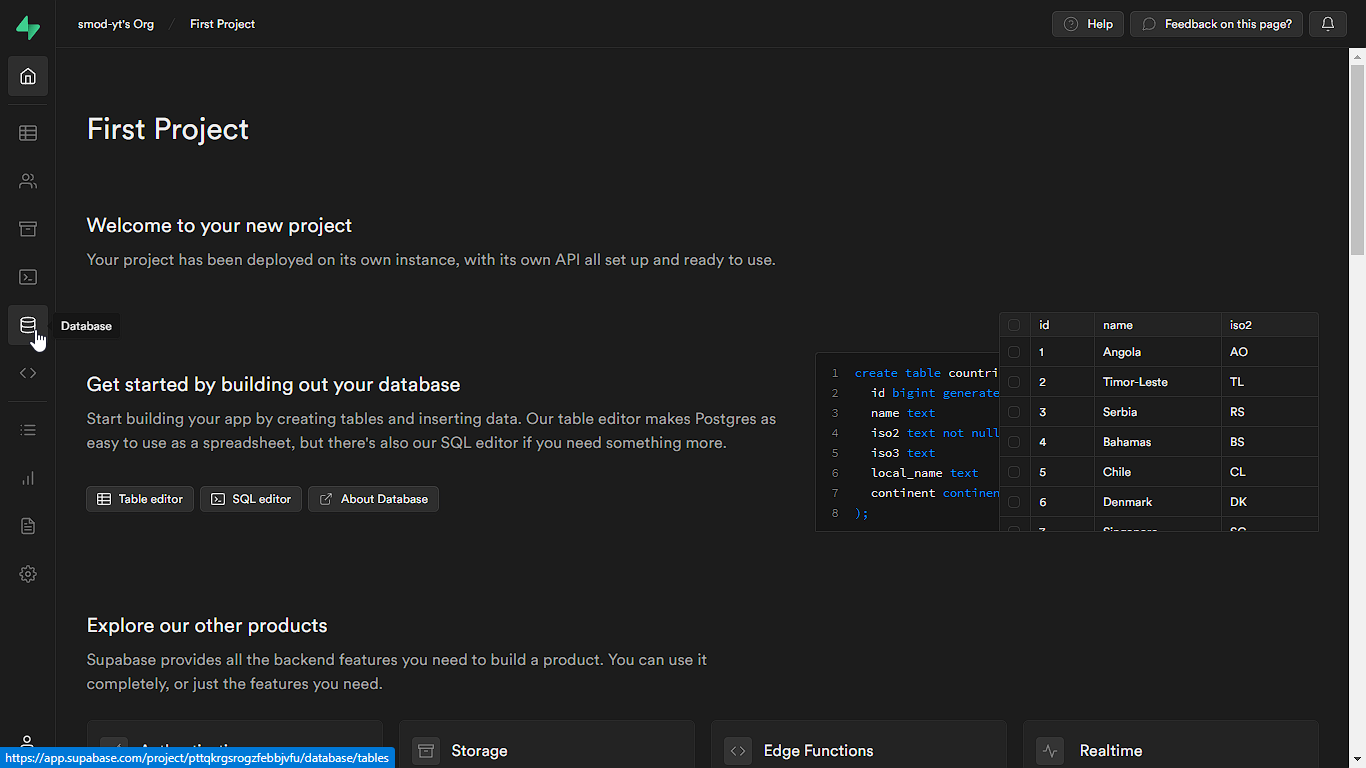 smod-yt's Org / First Project
Help
Feedback on this page?
First Project
Welcome to your new project
Your project has been deployed on its own instance, with its own API all set up and ready to use.
Database
Get started by building out your database
Start building your app by creating tables and inserting data. Our table editor makes Postgres as
easy to use as a spreadsheet, but there's also our SQL editor if you need something more.
Table editor
SQL editor
About Database
1 create table countri
2 id bigint generate
3 name text
4 iso2 text not null
5 iso3 text
6 local_name text
7 continent continen
8 );
id name iso2
1 Angola AO
2 Timor-Leste TL
3 Serbia RS
4 Bahamas BS
5 Chile CL
6 Denmark DK
Explore our other products
Supabase provides all the backend features you need to build a product. You can use it
completely, or just the features you need.
Storage
Edge Functions
Realtime
https://app.supabase.com/project/pttqkrgsrogzfebbjvfu/database/tables